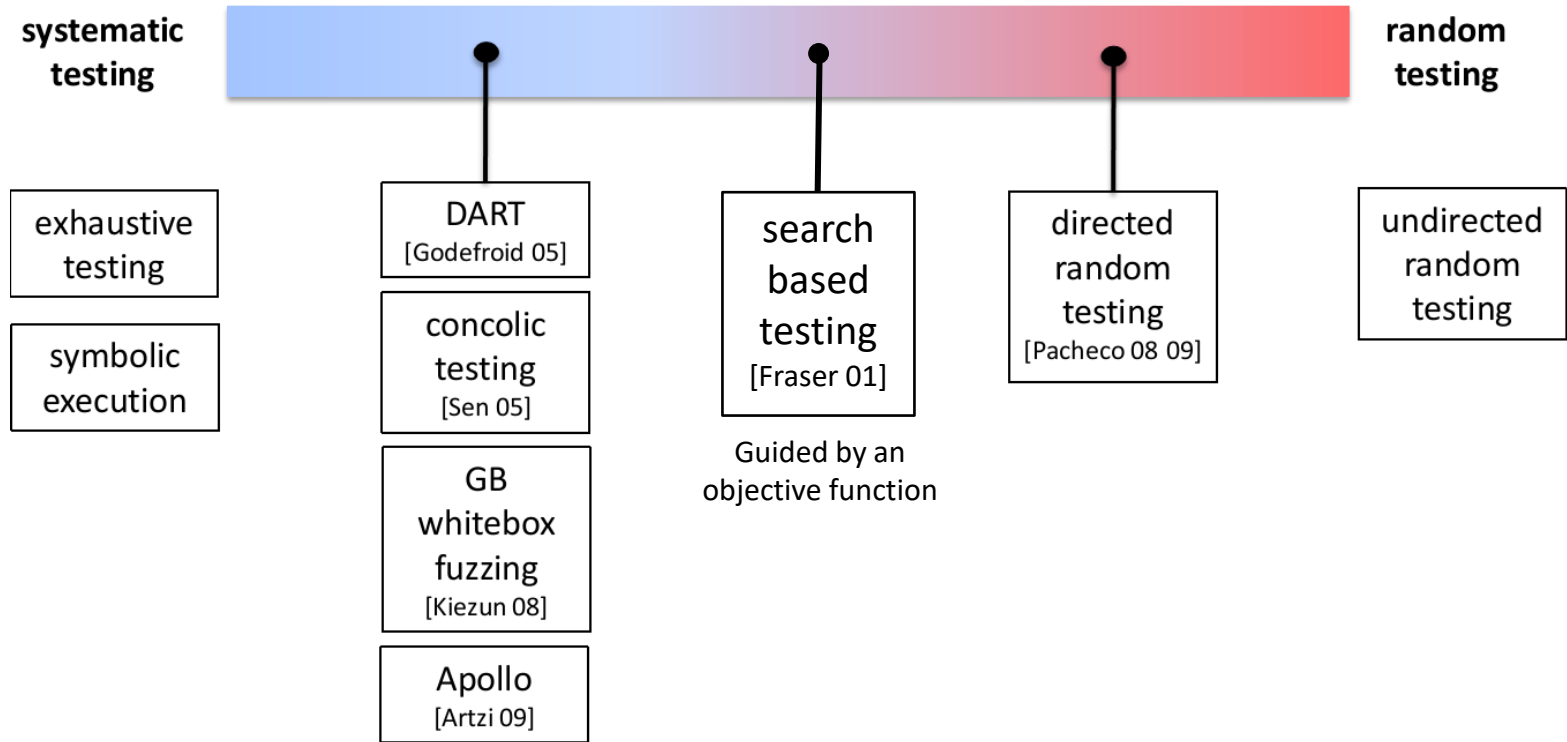 systematic
testing
random
testing
exhaustive
testing
symbolic
execution
DART
[Godefroid 05]
concolic
testing
[Sen 05]
GB
whitebox
fuzzing
[Kiezun 08]
Apollo
[Artzi 09]
search
based
testing
[Fraser 01]
Guided by an
objective function
directed
random
testing
[Pacheco 08 09]
undirected
random
testing